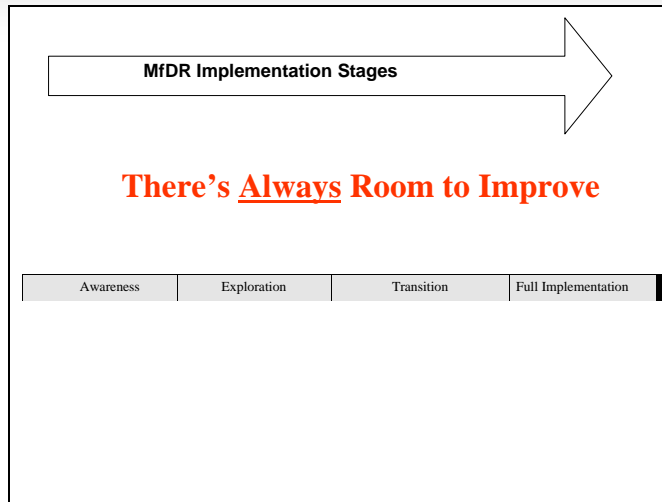 MfDR Implementation Stages
There's Always Room to Improve
Awareness Exploration Transition Full Implementation